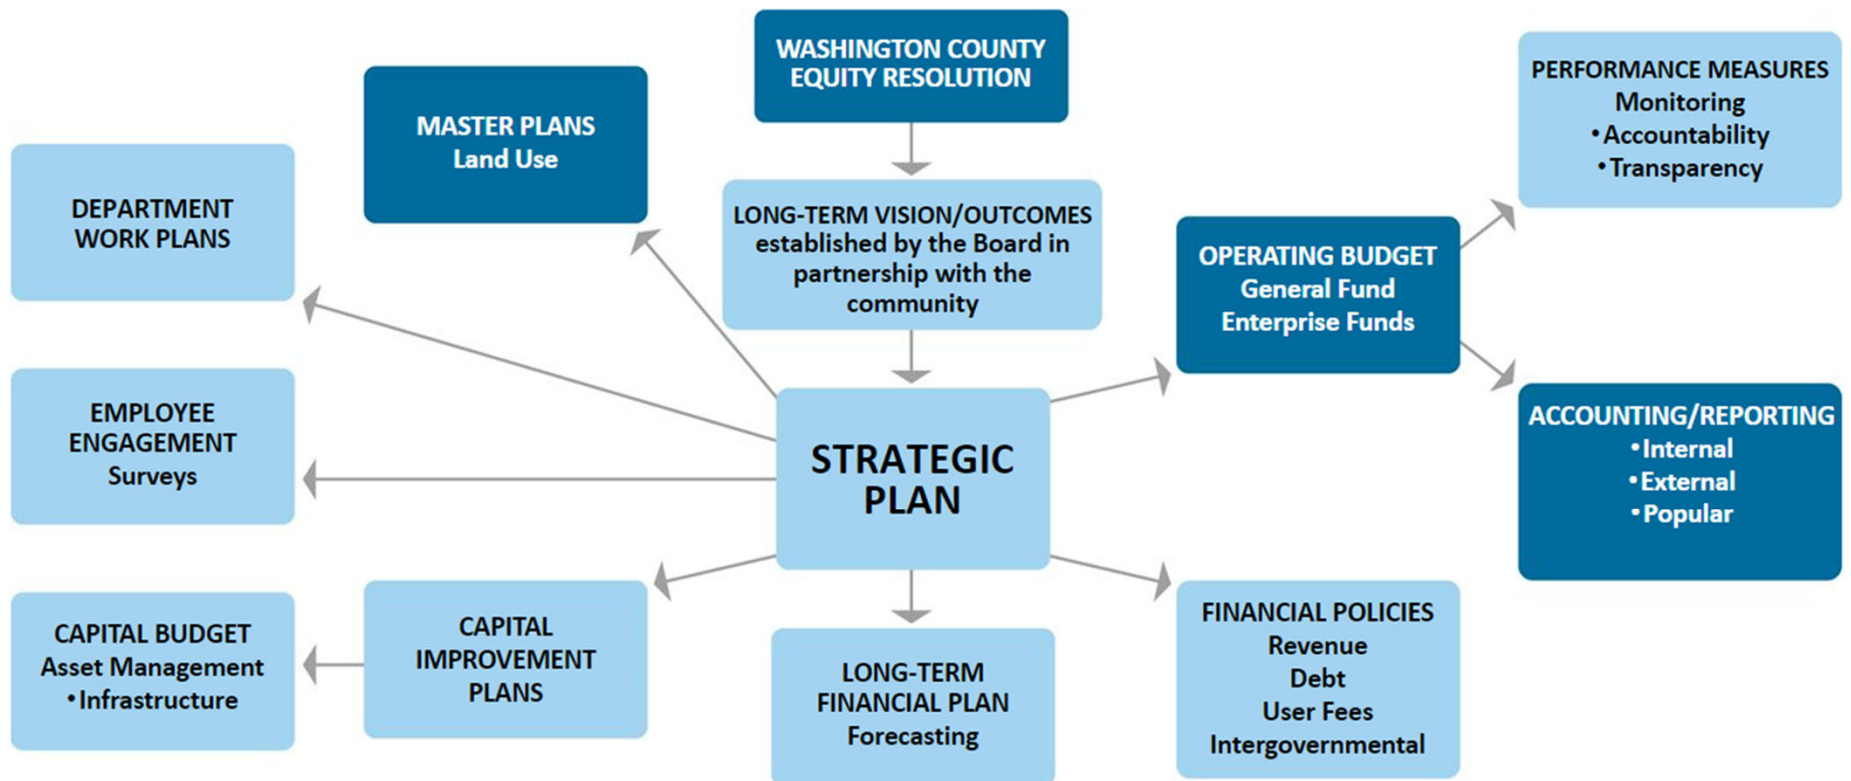 WASHINGTON COUNTY
EQUITY RESOLUTION
MASTER PLANS
Land Use
DEPARTMENT
WORK PLANS
LONG-TERM VISION/OUTCOMES
established by the Board in
partnership with the
community
PERFORMANCE MEASURES
Monitoring
•Accountability
•Transparency
OPERATING BUDGET
General Fund
Enterprise Funds
EMPLOYEE
ENGAGEMENT
Surveys
STRATEGIC
PLAN
ACCOUNTING/REPORTING
•Internal
•External
•Popular
CAPITAL BUDGET
Asset Management
•Infrastructure
CAPITAL
IMPROVEMENT
PLANS
LONG-TERM
FINANCIAL PLAN
Forecasting
FINANCIAL POLICIES
Revenue
Debt
User Fees
Intergovernmental